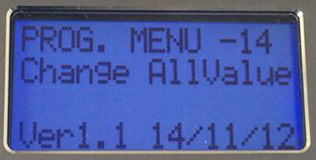 PROG. MENU -14
Change AllValue
Ver1.1 14/11/12